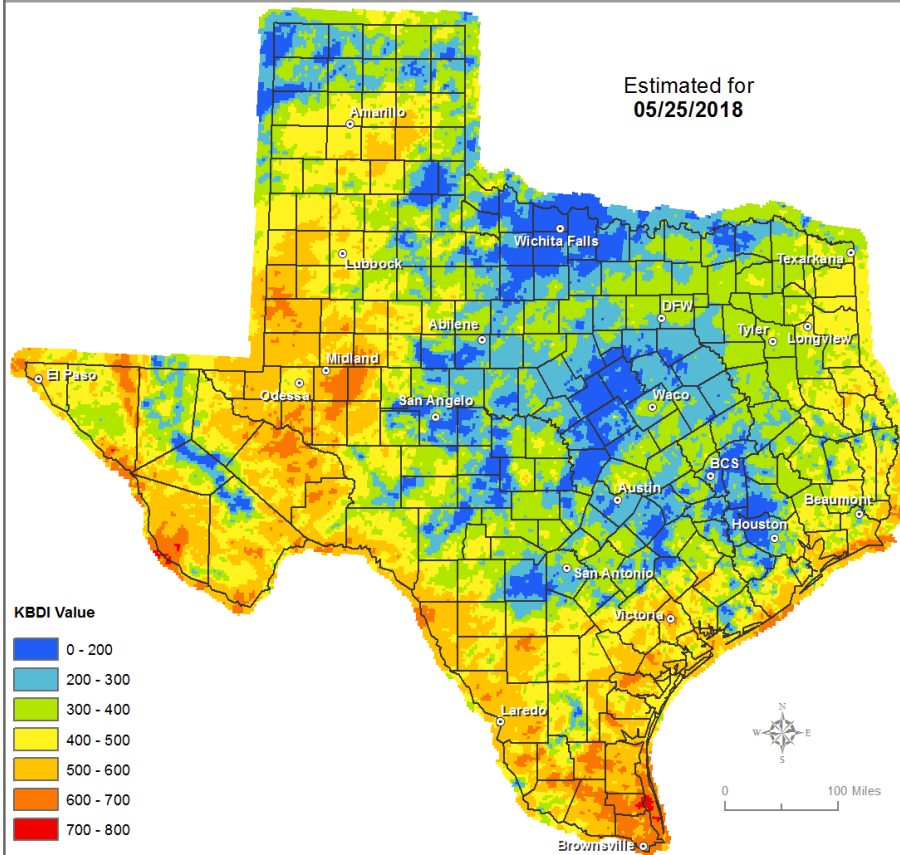 Estimated for
05/25/2018
Amarillo
Wichita Falls
Lubbock
Texarkana
DFW
Abilene
Tyler
Longview
Midland
El Paso
Odessa
San Angelo
Waco
BCS
Austin
Beaumont
Houston
San Antonio
Victoria
Laredo
Brownsville
KBDI Value
0 - 200
200 - 300
300 - 400
400 - 500
500 - 600
600 - 700
700 - 800
N
W E
S
0 100 Miles